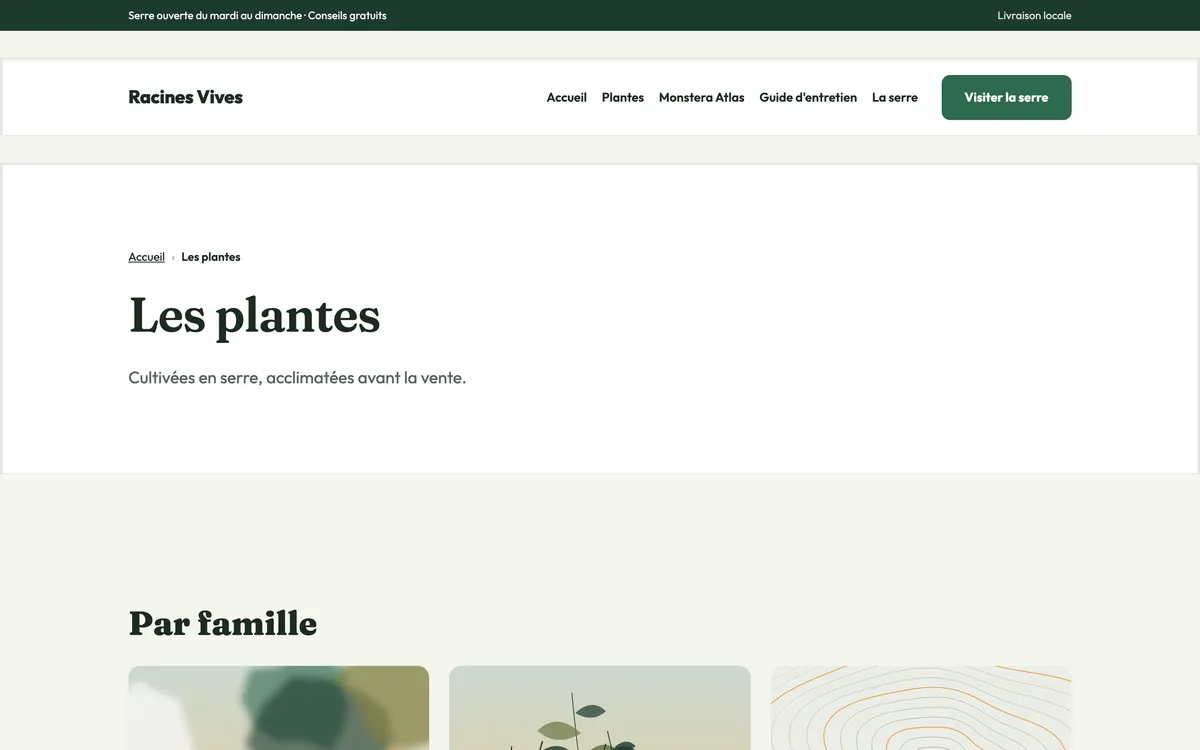 Serre ouverte du mardi au dimanche · Conseils gratuits
Livraison locale
Racines Vives
Accueil
Plantes
Monstera Atlas
Guide d'entretien
La serre
Visiter la serre
Accueil › Les plantes
Les plantes
Cultivées en serre, acclimatées avant la vente.
Par famille